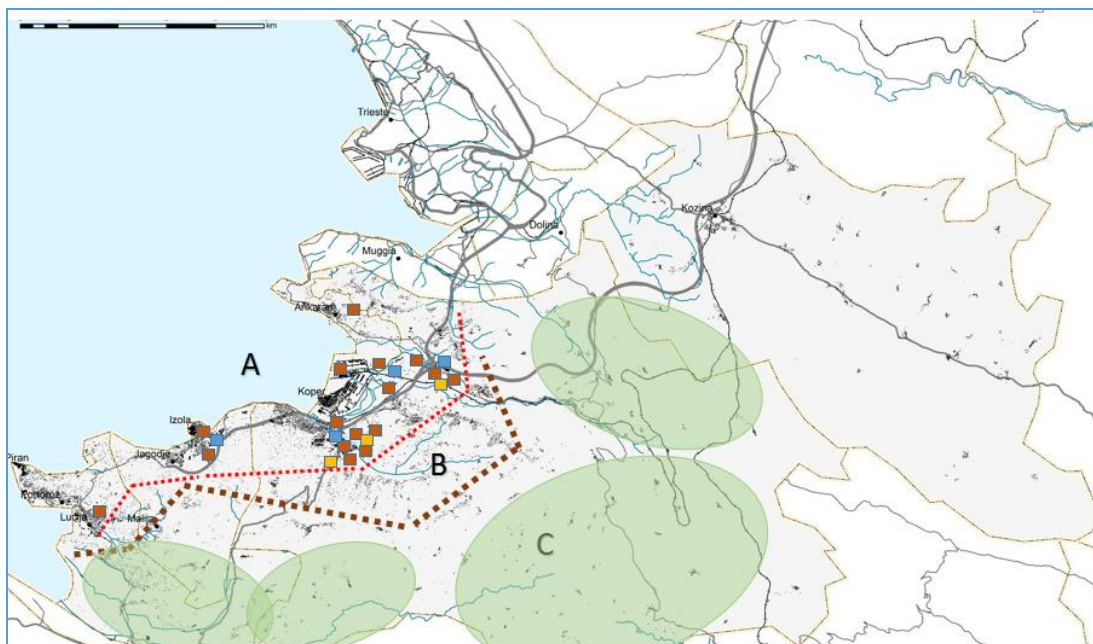 km
Trieste
Kozina
Dolina
Muggia
Ankaran
A
Koper
Izola
Jagodje
B
Piran
Portorož
Lucija
C